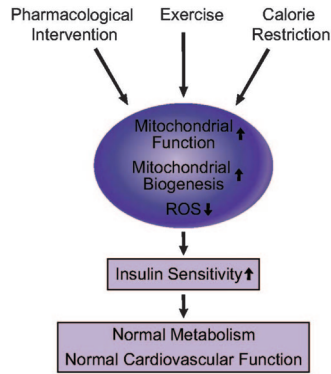 Pharmacological
Intervention
Exercise
Calorie
Restriction
Mitochondrial
Function
Mitochondrial
Biogenesis
ROS
Insulin Sensitivity
Normal Metabolism
Normal Cardiovascular Function